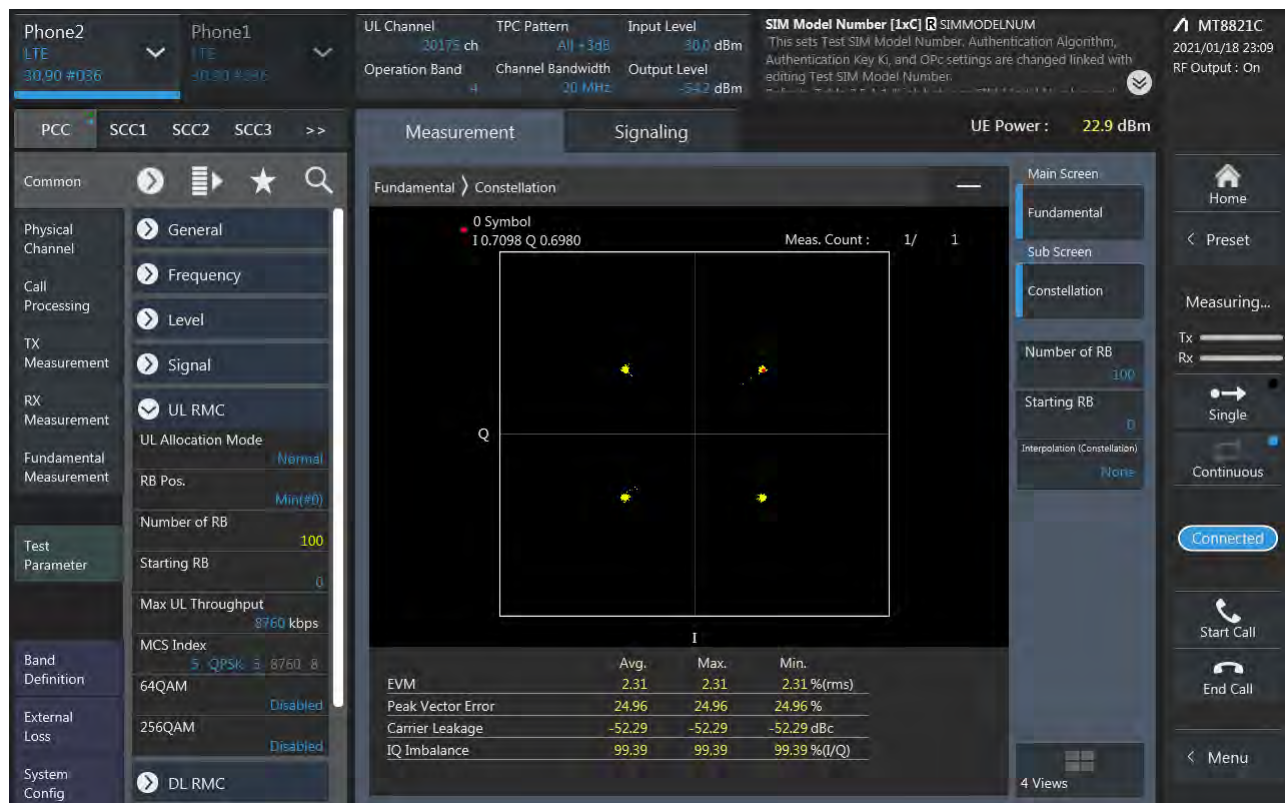 Phone2
LTE
30.90 #036
Phone1
LTE
30.90 #036
UL Channel
20175 ch
Operation Band
4
TPC Pattern
All +3dB
Channel Bandwidth
20 MHz
Input Level
30.0 dBm
Output Level
-54.2 dBm
SIM Model Number [1xC] R SIMMODELNUM
This sets Test SIM Model Number. Authentication Algorithm,
Authentication Key Ki, and OPc settings are changed linked with
editing Test SIM Model Number.
MT8821C
2021/01/18 23:09
RF Output : On
PCC SCC1 SCC2 SCC3 >>
Measurement
Signaling
UE Power : 22.9 dBm
Common
Physical
Channel
Call
Processing
TX
Measurement
RX
Measurement
Fundamental
Measurement
Test
Parameter
Band
Definition
External
Loss
System
Config
General
Frequency
Level
Signal
UL RMC
UL Allocation Mode
Normal
RB Pos.
Min(#0)
Number of RB
100
Starting RB
0
Max UL Throughput
8760 kbps
MCS Index
5 QPSK 5 8760 8
64QAM
Disabled
256QAM
Disabled
DL RMC
Fundamental ⟩ Constellation
0 Symbol
I 0.7098 Q 0.6980
Meas. Count : 1/ 1
Q
I
Avg. Max. Min.
EVM 2.31 2.31 2.31 %(rms)
Peak Vector Error 24.96 24.96 24.96 %
Carrier Leakage -52.29 -52.29 -52.29 dBc
IQ Imbalance 99.39 99.39 99.39 %(I/Q)
Main Screen
Fundamental
Sub Screen
Constellation
Number of RB
100
Starting RB
0
Interpolation (Constellation)
None
4 Views
Home
< Preset
Measuring...
Tx
Rx
Single
Continuous
Connected
Start Call
End Call
< Menu